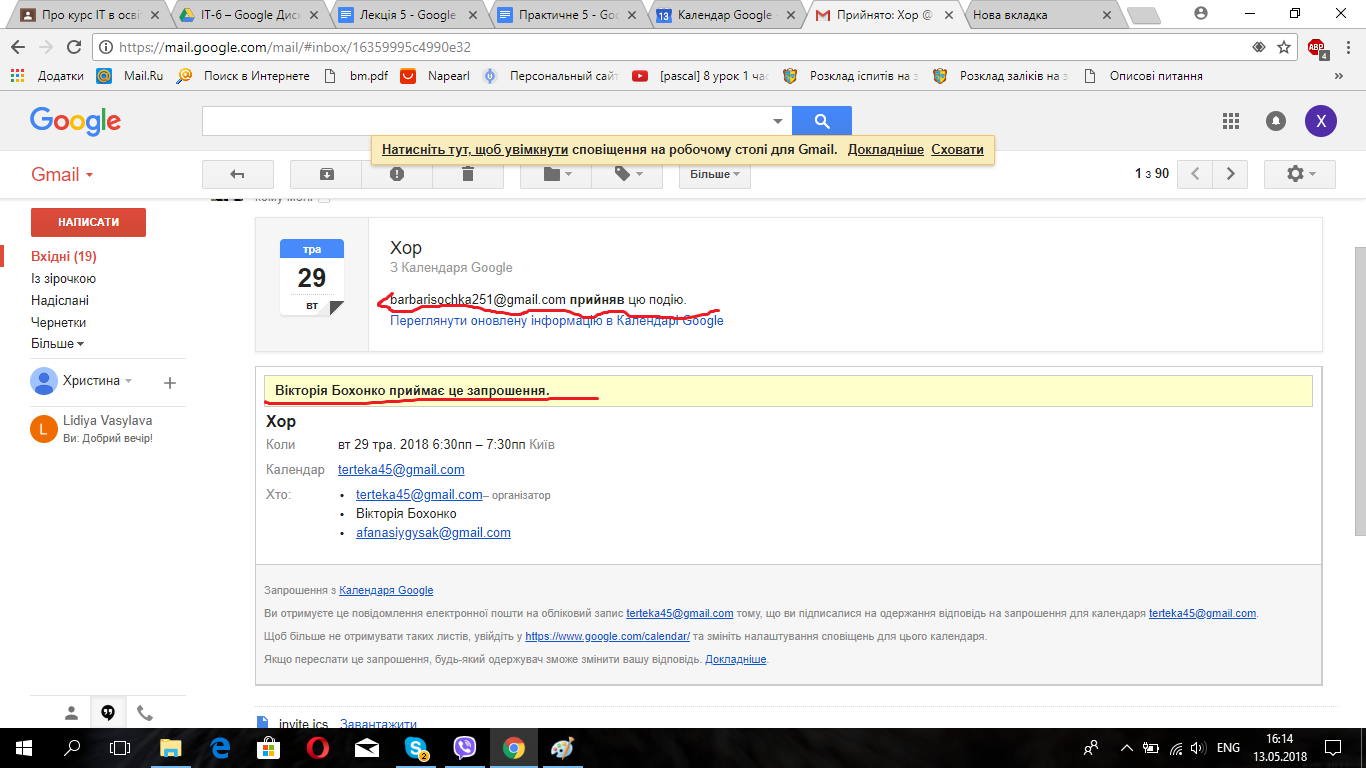 Про курс ІТ в осві
ІТ-6 – Google Диск
Лекція 5 - Google
Практичне 5 - Goo
Календар Google -
Прийнято: Хор @
Нова вкладка
https://mail.google.com/mail/#inbox/16359995c4990e32
ABP
4
Додатки
Mail.Ru
Поиск в Интернете
bm.pdf
Napearl
Персональный сайт
[pascal] 8 урок 1 час
Розклад іспитів на з
Розклад заліків на з
Описові питання
»
Google
X
Натисніть тут, щоб увімкнути сповіщення на робочому столі для Gmail. Докладніше Сховати
Gmail
Більше
1 з 90
кому мені
НАПИСАТИ
Вхідні (19)
Із зірочкою
Надіслані
Чернетки
Більше
Христина
+
L
Lidiya Vasylava
Ви: Добрий вечір!
тра
29
вт
Хор
З Календаря Google
barbarisochka251@gmail.com прийняв цю подію.
Переглянути оновлену інформацію в Календарі Google
Вікторія Бохонко приймає це запрошення.
Хор
Коли вт 29 тра. 2018 6:30пп – 7:30пп Київ
Календар terteka45@gmail.com
Хто: • terteka45@gmail.com– організатор
• Вікторія Бохонко
• afanasiygysak@gmail.com
Запрошення з Календаря Google
Ви отримуєте це повідомлення електронної пошти на обліковий запис terteka45@gmail.com тому, що ви підписалися на одержання відповідь на запрошення для календаря terteka45@gmail.com.
Щоб більше не отримувати таких листів, увійдіть у https://www.google.com/calendar/ та змініть налаштування сповіщень для цього календаря.
Якщо переслати це запрошення, будь-який одержувач зможе змінити вашу відповідь. Докладніше.
invite.ics Завантажити
2
ENG
16:14
13.05.2018